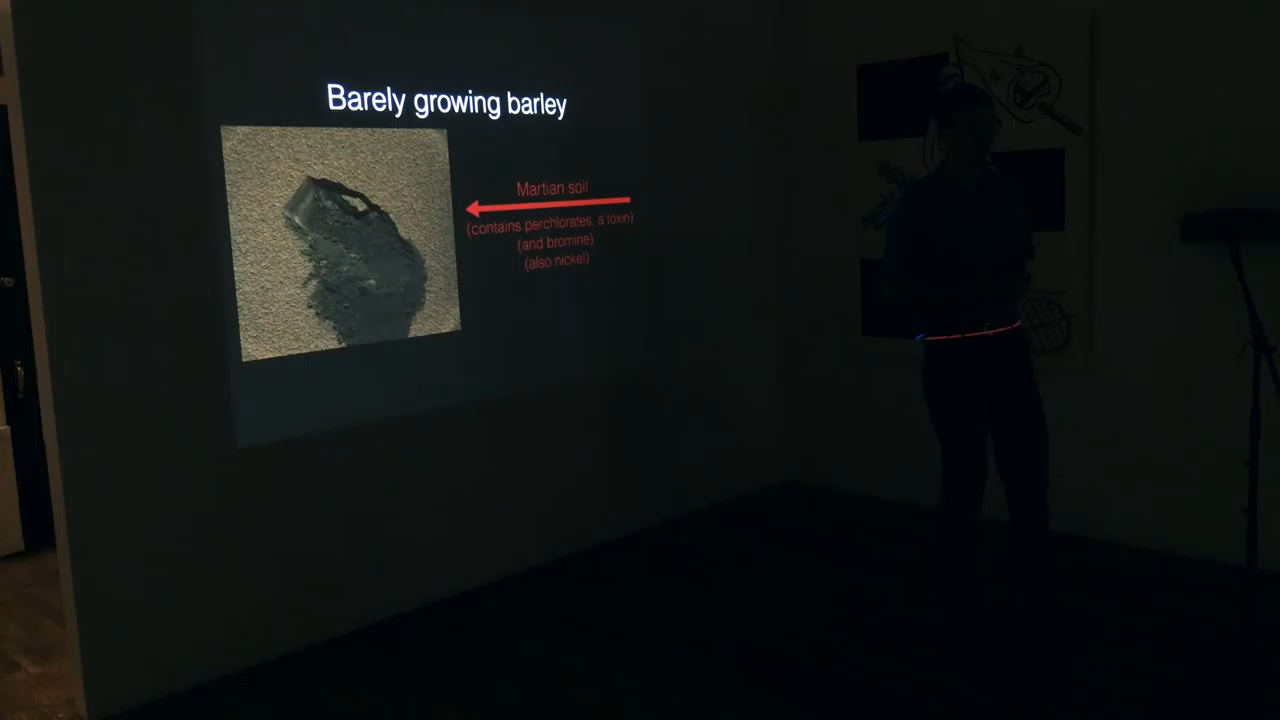 Barely growing barley
Martian soil
(contains perchlorates, a toxin)
(and bromine)
(also nickel)